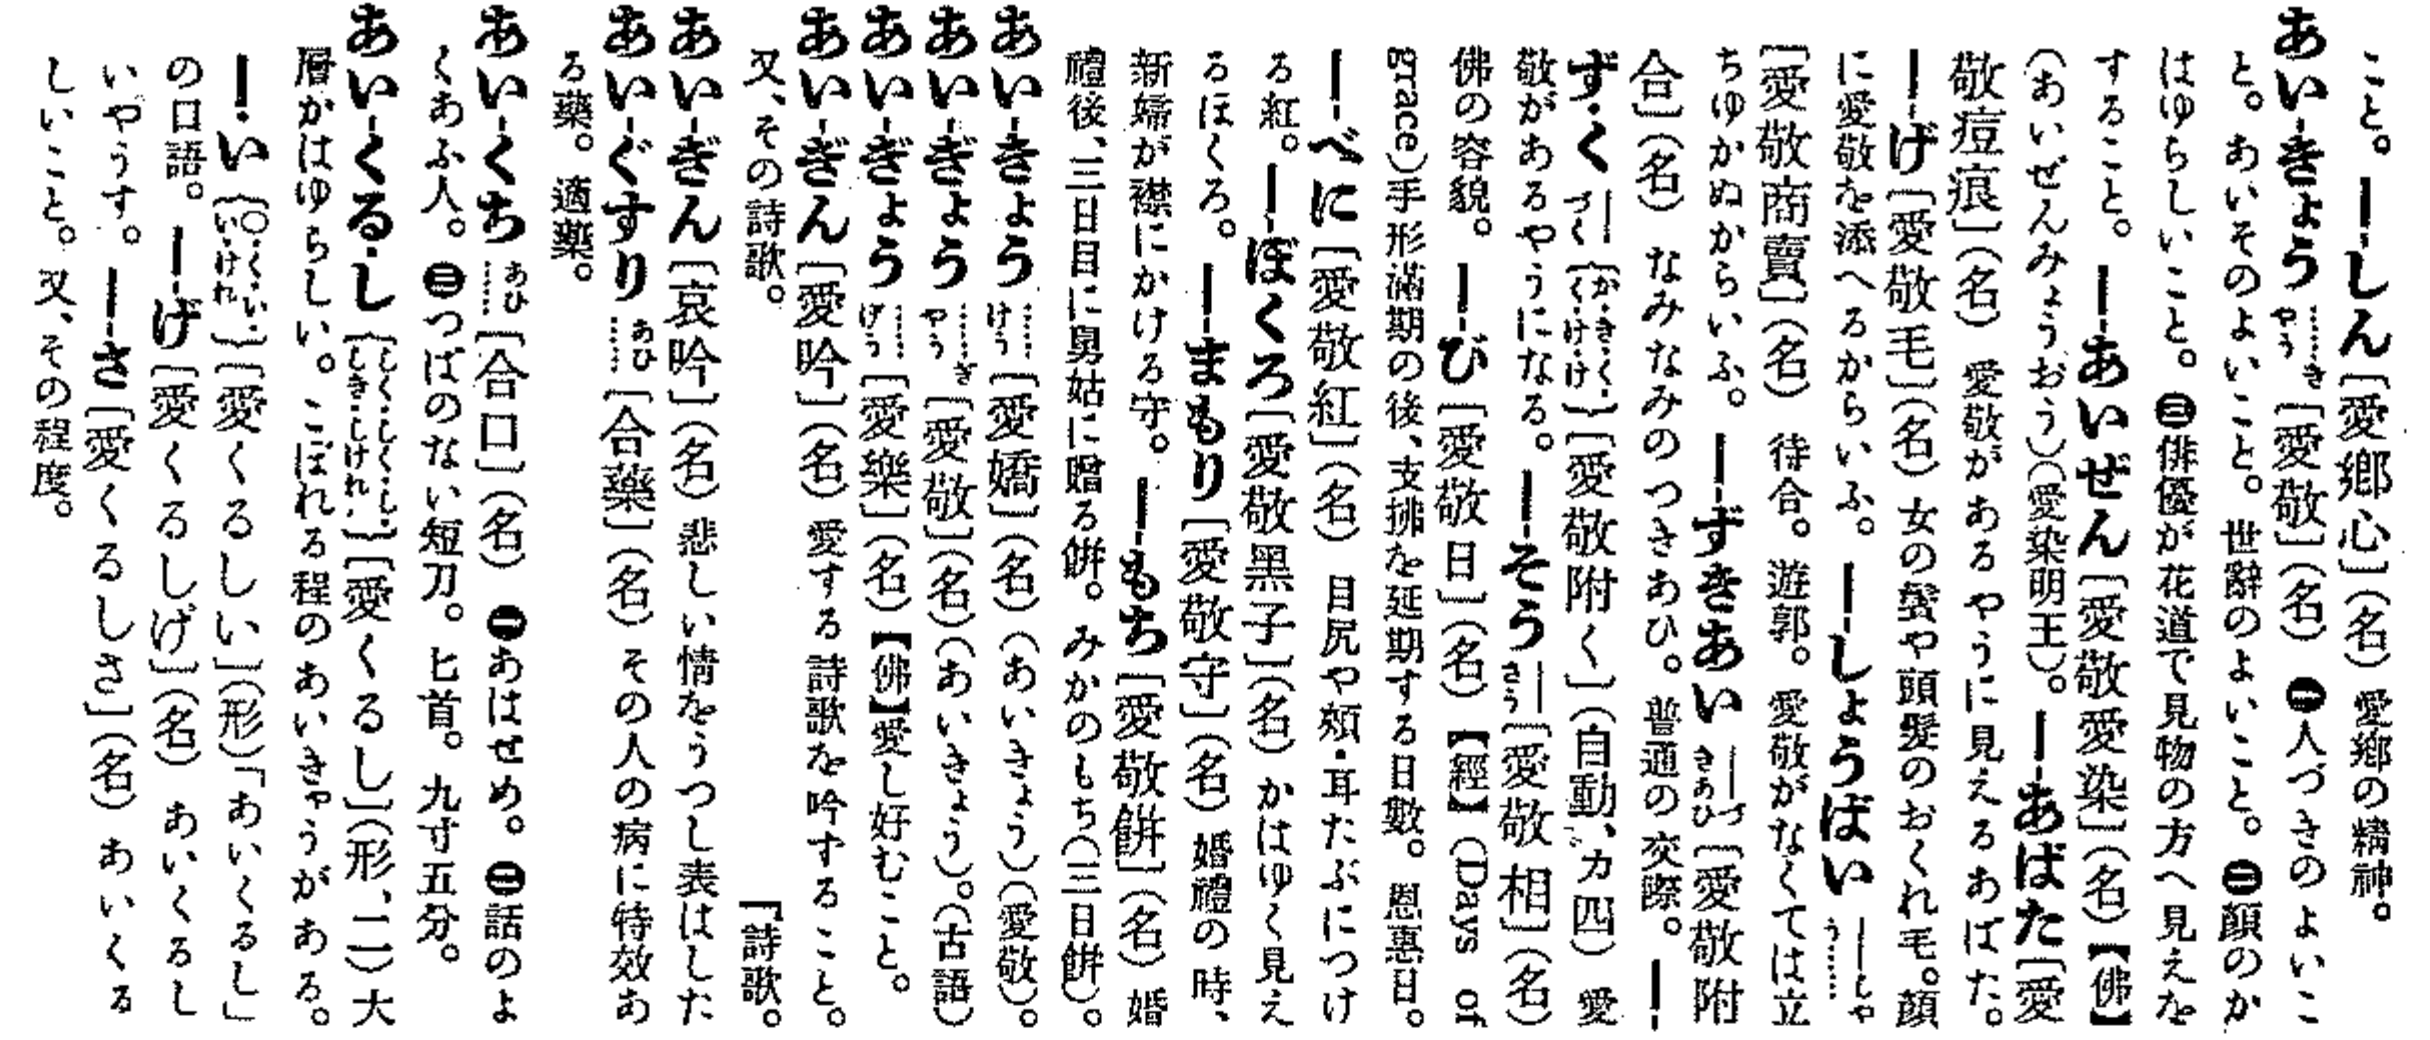 こと。 ―-しん［愛郷心］（名）愛郷の精神。
あい-きょう やう………き［愛敬］（名） ㊀人づきのよいこ
と。あいそのよいこと。世辭のよいこと。㊁顔のか
はゆらしいこと。㊂俳優が花道で見物の方へ見えを
すること。 ―-あいぜん［愛敬愛染］（名）【佛】
（あいぜんみょうおう）（愛染明王）。 ―-あばた［愛
敬痘痕］（名） 愛敬があるやうに見えるあばた。
―-げ［愛敬毛］（名）女の鬢や頭髮のおくれ毛。顔
に愛敬を添へるからいふ。 ―-しょうばい ―-しゃう……
［愛敬商賣］（名） 待合。遊郭。愛敬がなくては立
ちゆかぬからいふ。 ―-ずきあい ―-づきあひ［愛敬附
合］（名） なみなみのつきあひ。普通の交際。 ―-
ず・く ―づく［（か・き・く・く・け・け）］［愛敬附く］（自動、カ四） 愛
敬があるやうになる。 ―-そう ―さう［愛敬相］（名）
佛の容貌。 ―-び［愛敬日］（名）【經】（Days of
grace）手形滿期の後、支拂を延期する日數。恩惠日。
―-べに［愛敬紅］（名） 目尻や頰・耳たぶにつけ
る紅。 ―-ぼくろ［愛敬黑子］（名）かはゆく見え
るほくろ。 ―-まもり［愛敬守］（名）婚禮の時、
新婦が襟にかける守。 ―-もち［愛敬餠］（名）婚
禮後、三日目に舅姑に贈る餠。みかのもち（三日餠）。
あい-きょう ……けう［愛嬌］（名）（あいきょう）（愛敬）。
あい-ぎょう ……ぎやう［愛敬］（名）（あいきょう）。（古語）
あい-ぎょう ……げう［愛樂］（名）【佛】愛し好むこと。
あい-ぎん［愛吟］（名）愛する詩歌を吟すること。
又、その詩歌。 『詩歌。
あい-ぎん［哀吟］（名）悲しい情をうつし表はした
あい-ぐすり あひ……［合藥］（名）その人の病に特效あ
る藥。適藥。
あい-くち あひ……［合口］（名） ㊀あはせめ。㊁話のよ
くあふ人。㊂つばのない短刀。匕首。九寸五分。
あい-くるし［（しく・しく・し・しき・しけれ）］［愛くるし］（形、二）大
層かはゆらしい。こぼれる程のあいきやうがある。
―・い［（〇・く・い・い・けれ）］［愛くるしい］（形）「あいくるし」
の口語。 ―-げ［愛くるしげ］（名） あいくるし
いやうす。 ―-さ［愛くるしさ］（名）あいくる
しいこと。又、その程度。